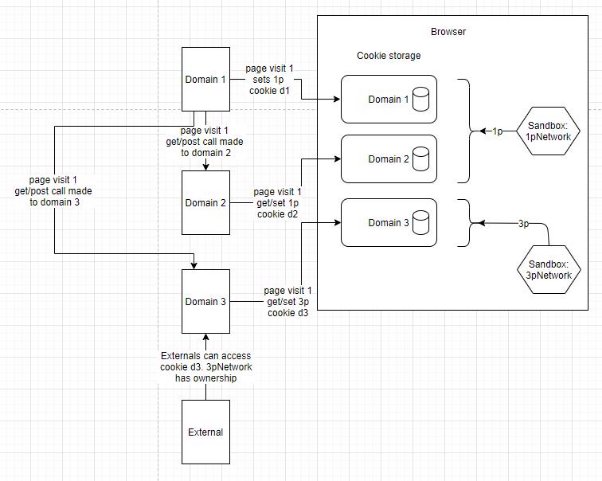 Browser
Cookie storage
Domain 1
page visit 1
sets 1p
cookie d1
Domain 1
1p
Sandbox:
1pNetwork
page visit 1
get/post call made
to domain 2
Domain 2
page visit 1
get/post call made
to domain 3
Domain 2
page visit 1
get/set 1p
cookie d2
Domain 3
3p
Sandbox:
3pNetwork
Domain 3
page visit 1
get/set 3p
cookie d3
Externals can access
cookie d3. 3pNetwork
has ownership
External